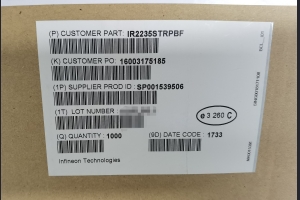 (P) CUSTOMER PART: IR2235STRPBF
(K) CUSTOMER PO: 16003175185
(1P) SUPPLIER PROD ID: SP001539506
(1T) LOT NUMBER
e3 260 C
(Q) QUANTITY: 1000 (9D) DATE CODE: 1733
Infineon Technologies